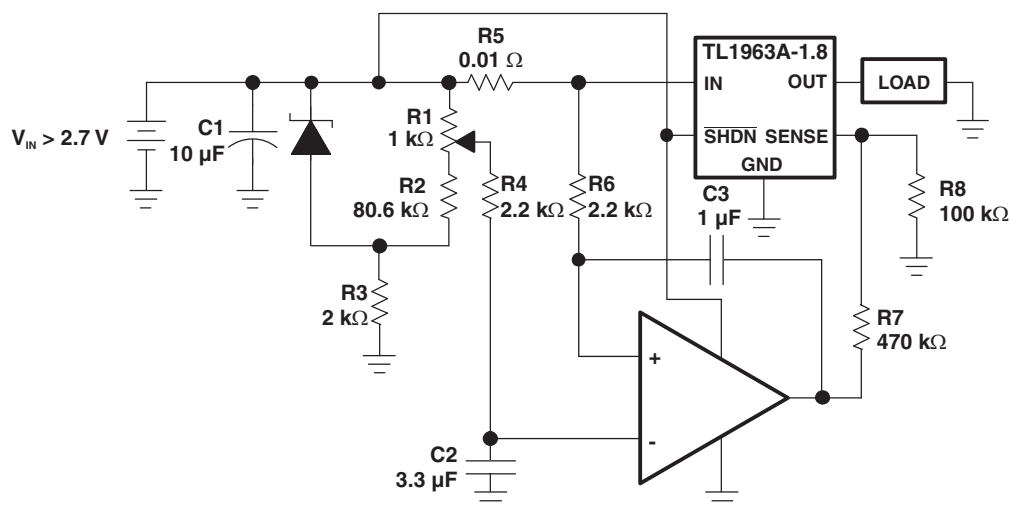 R5
0.01 Ω
TL1963A-1.8
IN
OUT
LOAD
V_IN > 2.7 V
C1
10 µF
R1
1 kΩ
SHDN
SENSE
GND
R2
80.6 kΩ
R4
2.2 kΩ
R6
2.2 kΩ
C3
1 µF
R8
100 kΩ
R3
2 kΩ
R7
470 kΩ
+
-
C2
3.3 µF